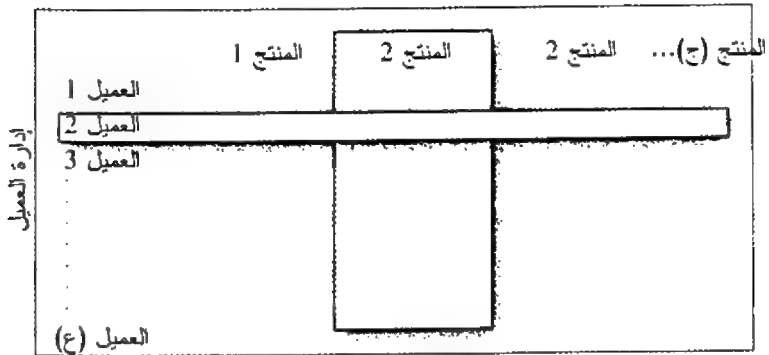 المنتج 1 المنتج 2 المنتج 2 المنتج (ج)...
العميل 1
العميل 2
العميل 3
العميل (ع)
إدارة العميل